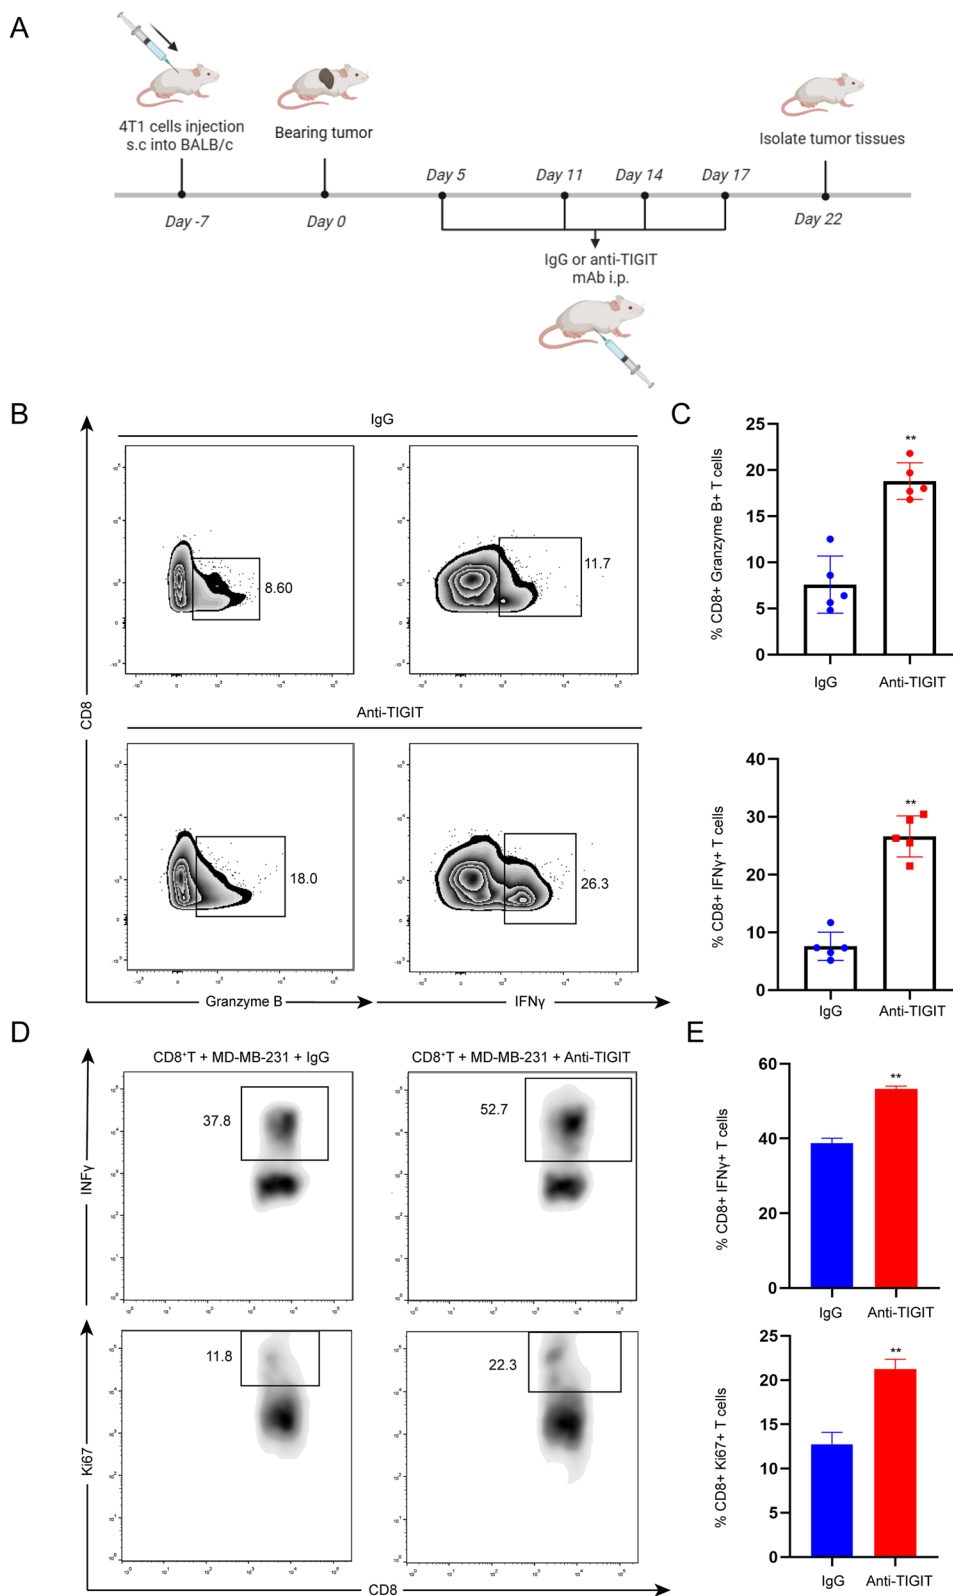 A
4T1 cells injection
s.c into BALB/c
Bearing tumor
Isolate tumor tissues
Day 5
Day 11
Day 14
Day 17
Day -7
Day 0
Day 22
IgG or anti-TIGIT
mAb i.p.
B
IgG
8.60
11.7
Anti-TIGIT
18.0
26.3
CD8
Granzyme B
IFNγ
C
% CD8+ Granzyme B+ T cells
25
20
15
10
5
0
**
IgG
Anti-TIGIT
% CD8+ IFNγ+ T cells
40
30
20
10
0
**
IgG
Anti-TIGIT
D
CD8⁺T + MD-MB-231 + IgG
CD8⁺T + MD-MB-231 + Anti-TIGIT
37.8
52.7
INFγ
11.8
22.3
Ki67
CD8
E
% CD8+ IFNγ+ T cells
60
40
20
0
**
IgG
Anti-TIGIT
% CD8+ Ki67+ T cells
25
20
15
10
5
0
**
IgG
Anti-TIGIT